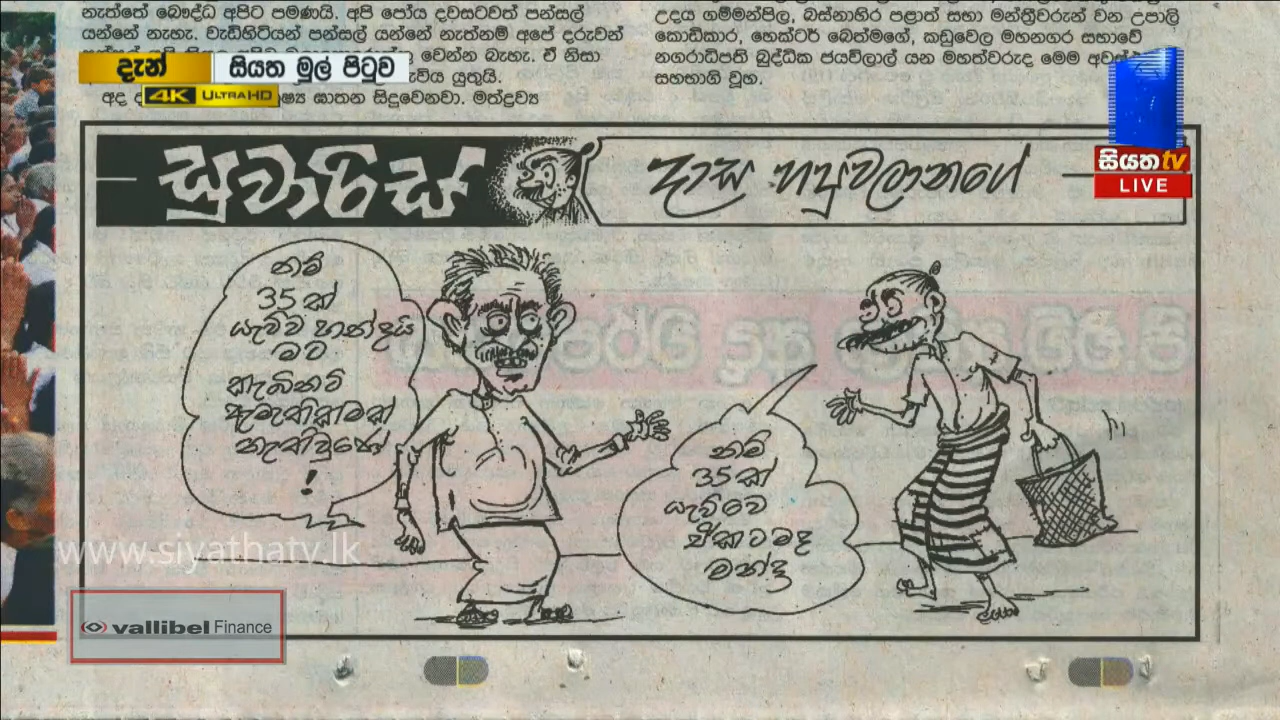 නැත්තේ බෞද්ධ අපිට පමණයි. අපි පෝය දවසටවත් පන්සල්
යන්නේ නැහැ. වැඩිහිටියන් පන්සල් යන්නේ නැත්නම් අපේ දරුවන්
වෙන්න බැහැ. ඒ නිසා
යුතුයි.
අද
ඝාතන සිදුවෙනවා. මත්ද්‍රව්‍ය
උදය ගම්මන්පිල, බස්නාහිර පළාත් සභා මන්ත්‍රීවරුන් වන උපාලි
කොඩිකාර, හෙක්ටර් බෙත්මගේ, කඩුවෙල මහනගර සභාවේ
නගරාධිපති බුද්ධික ජයවිලාල් යන මහත්වරුද මෙම
සහභාගි වූහ.
දැන්
සියත මුල් පිටුව
4K ULTRA HD
සියත tv
LIVE
සුවාරිස්
දාස හපුවලානගේ
නම්
35ක්
යැව්ව හන්දයි
මට
කැබිනට්
ඇමැතිකමක්
නැතිවුණේ
!
නම්
35ක්
යැව්වෙ
ඒකටමද
මන්ද
www.siyathatv.lk
vallibel Finance